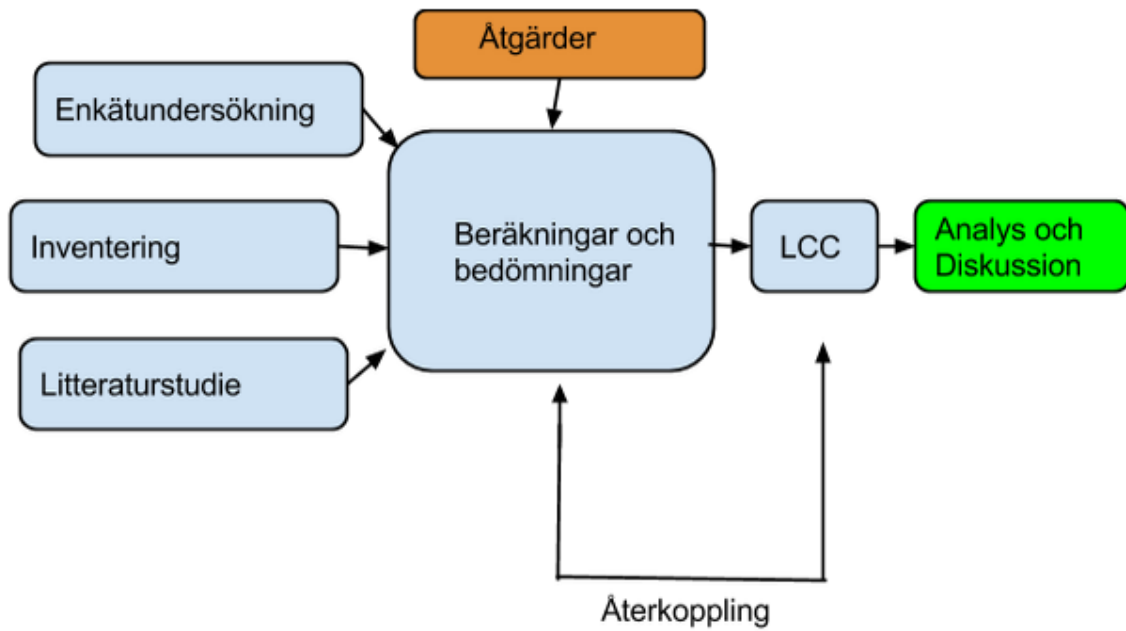 Åtgärder
Enkätundersökning
Inventering
Litteraturstudie
Beräkningar och
bedömningar
LCC
Analys och
Diskussion
Återkoppling